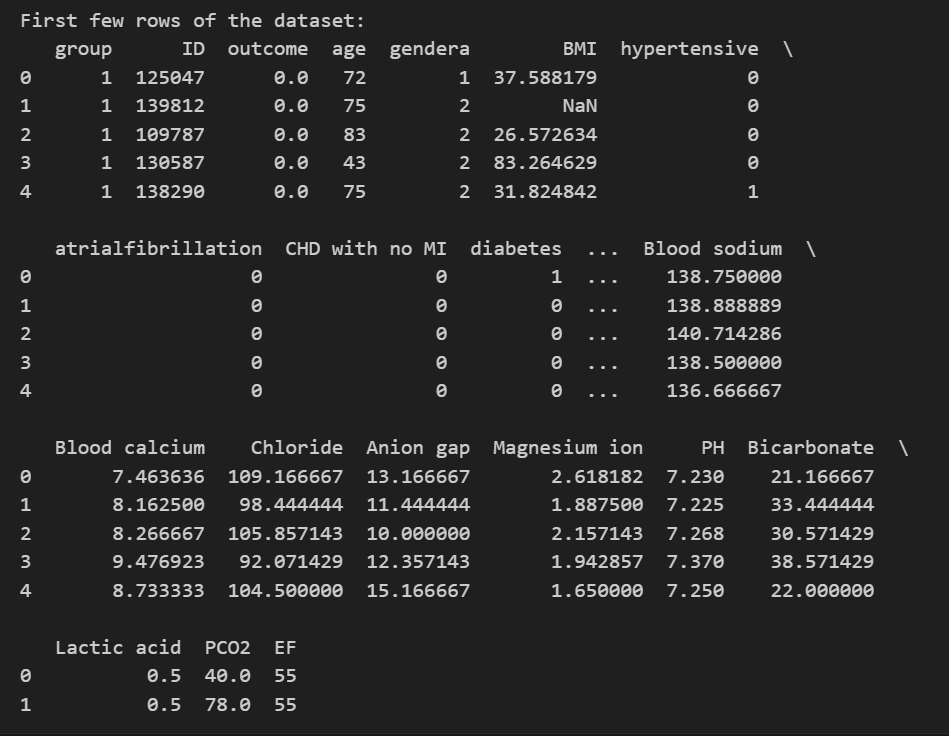 First few rows of the dataset:
   group      ID  outcome  age  gendera        BMI  hypertensive  \
0      1  125047      0.0   72        1  37.588179             0
1      1  139812      0.0   75        2        NaN             0
2      1  109787      0.0   83        2  26.572634             0
3      1  130587      0.0   43        2  83.264629             0
4      1  138290      0.0   75        2  31.824842             1
   atrialfibrillation  CHD with no MI  diabetes  ...  Blood sodium  \
0                   0               0         1  ...    138.750000
1                   0               0         0  ...    138.888889
2                   0               0         0  ...    140.714286
3                   0               0         0  ...    138.500000
4                   0               0         0  ...    136.666667
   Blood calcium    Chloride  Anion gap  Magnesium ion     PH  Bicarbonate  \
0       7.463636  109.166667  13.166667       2.618182  7.230    21.166667
1       8.162500   98.444444  11.444444       1.887500  7.225    33.444444
2       8.266667  105.857143  10.000000       2.157143  7.268    30.571429
3       9.476923   92.071429  12.357143       1.942857  7.370    38.571429
4       8.733333  104.500000  15.166667       1.650000  7.250    22.000000
   Lactic acid  PCO2  EF
0          0.5  40.0  55
1          0.5  78.0  55